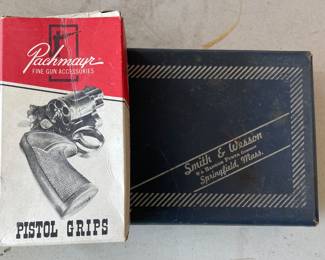 Pachmayr
FINE GUN ACCESSORIES
PISTOL GRIPS
Smith & Wesson
Springfield, Mass.